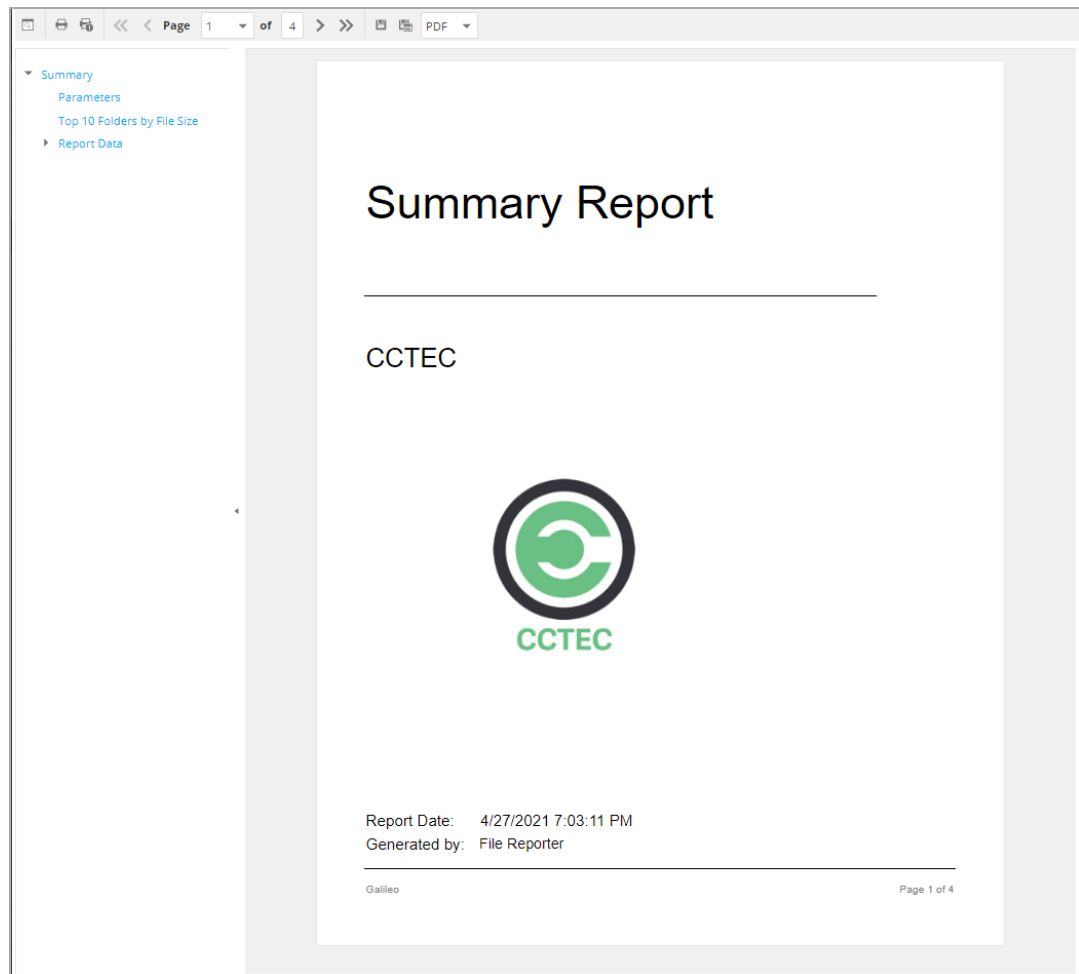 Page 1 of 4 PDF
Summary
Parameters
Top 10 Folders by File Size
Report Data
Summary Report
CCTEC
CCTEC
Report Date: 4/27/2021 7:03:11 PM
Generated by: File Reporter
Galileo Page 1 of 4